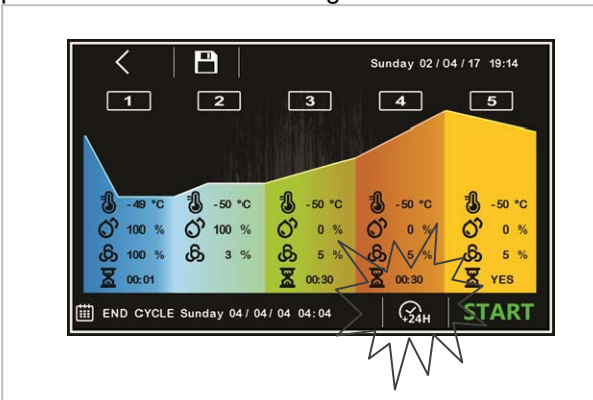 Sunday 02 / 04 / 17 19:14
1 2 3 4 5
-49 °C -50 °C -50 °C -50 °C -50 °C
100 % 100 % 0 % 0 % 0 %
100 % 3 % 5 % 5 % 5 %
00:01 00:30 00:30 YES
END CYCLE Sunday 04 / 04 / 04 04:04 +24H START